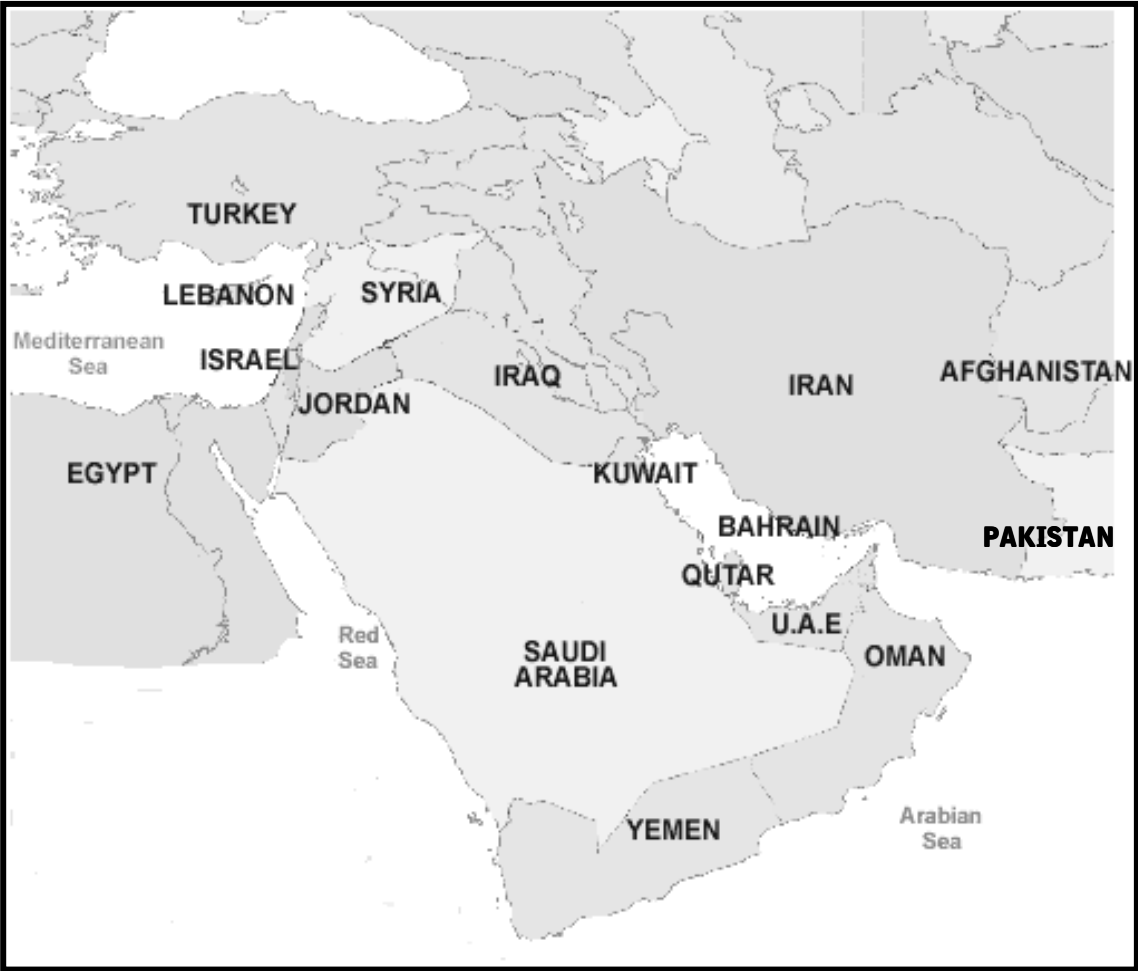 TURKEY
LEBANON
SYRIA
Mediterranean
Sea
ISRAEL
IRAQ
IRAN
AFGHANISTAN
JORDAN
EGYPT
KUWAIT
BAHRAIN
PAKISTAN
QUTAR
U.A.E
Red
Sea
SAUDI
ARABIA
OMAN
YEMEN
Arabian
Sea